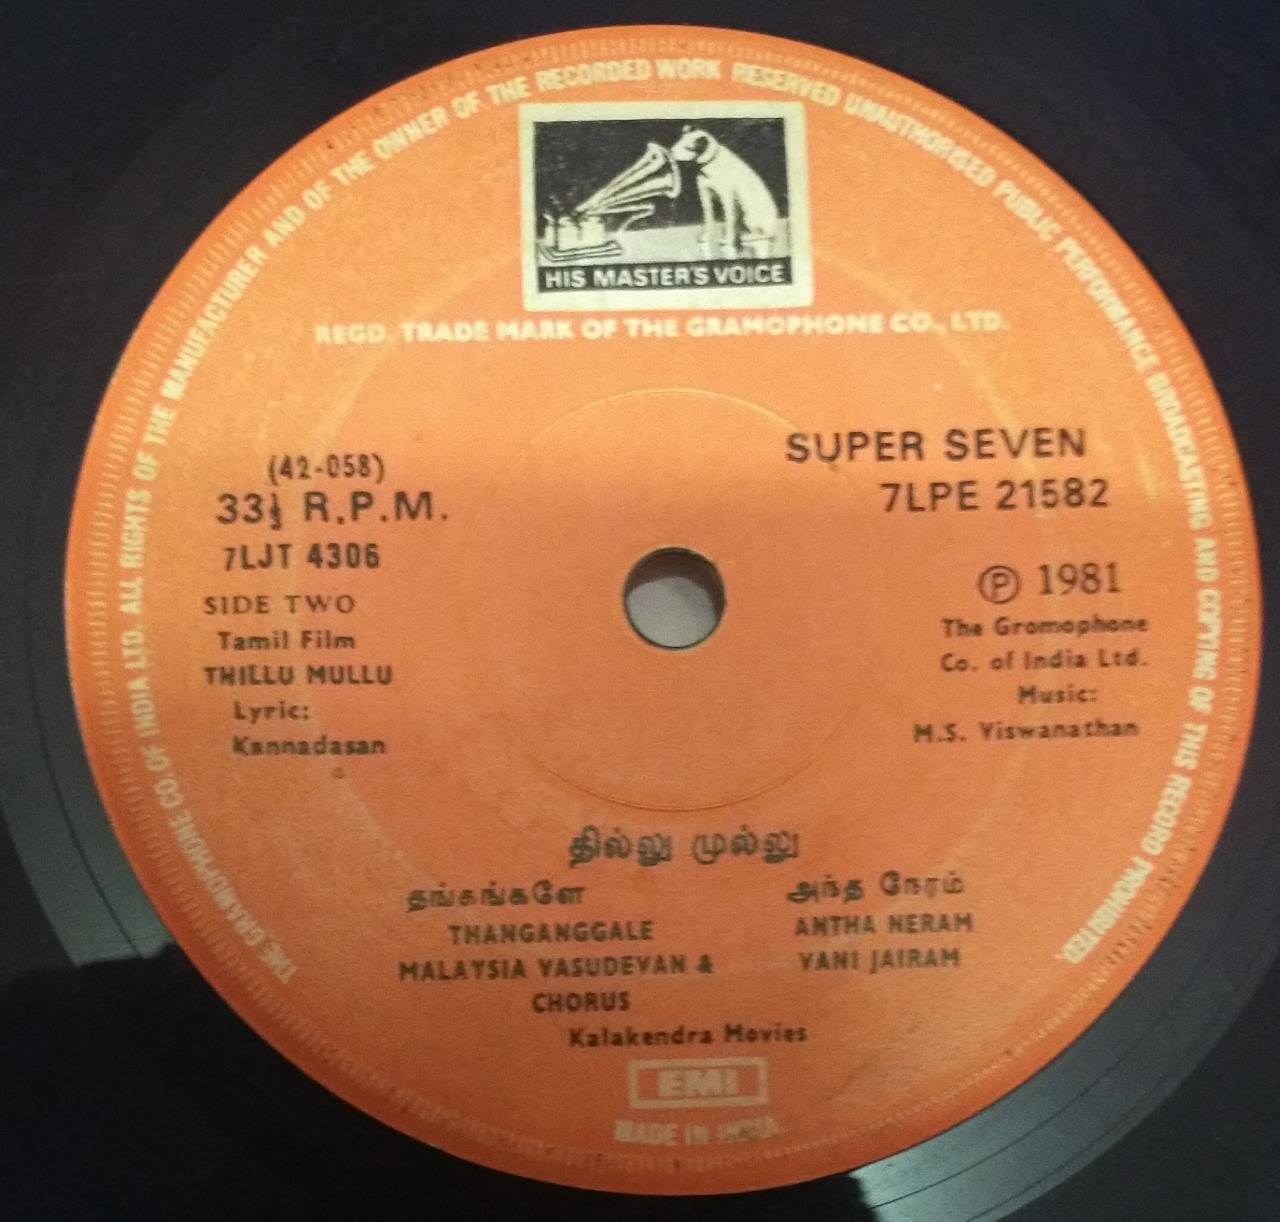 THE GRAMOPHONE CO. OF INDIA LTD. ALL RIGHTS OF THE MANUFACTURER AND OF THE OWNER OF THE RECORDED WORK RESERVED UNAUTHORISED PUBLIC PERFORMANCE BROADCASTING AND COPYING OF THIS RECORD PROHIBITED.
HIS MASTER'S VOICE
REGD. TRADE MARK OF THE GRAMOPHONE CO., LTD.
(42-058)
33⅓ R.P.M.
7LJT 4306
SIDE TWO
Tamil Film
THILLU MULLU
Lyric:
Kannadasan
SUPER SEVEN
7LPE 21582
Ⓟ 1981
The Gromophone
Co. of India Ltd.
Music:
M.S. Viswanathan
தில்லு முல்லு
தங்கங்களே
THANGANGGALE
MALAYSIA VASUDEVAN &
CHORUS
அந்த நேரம்
ANTHA NERAM
VANI JAIRAM
Kalakendra Movies
EMI
MADE IN INDIA